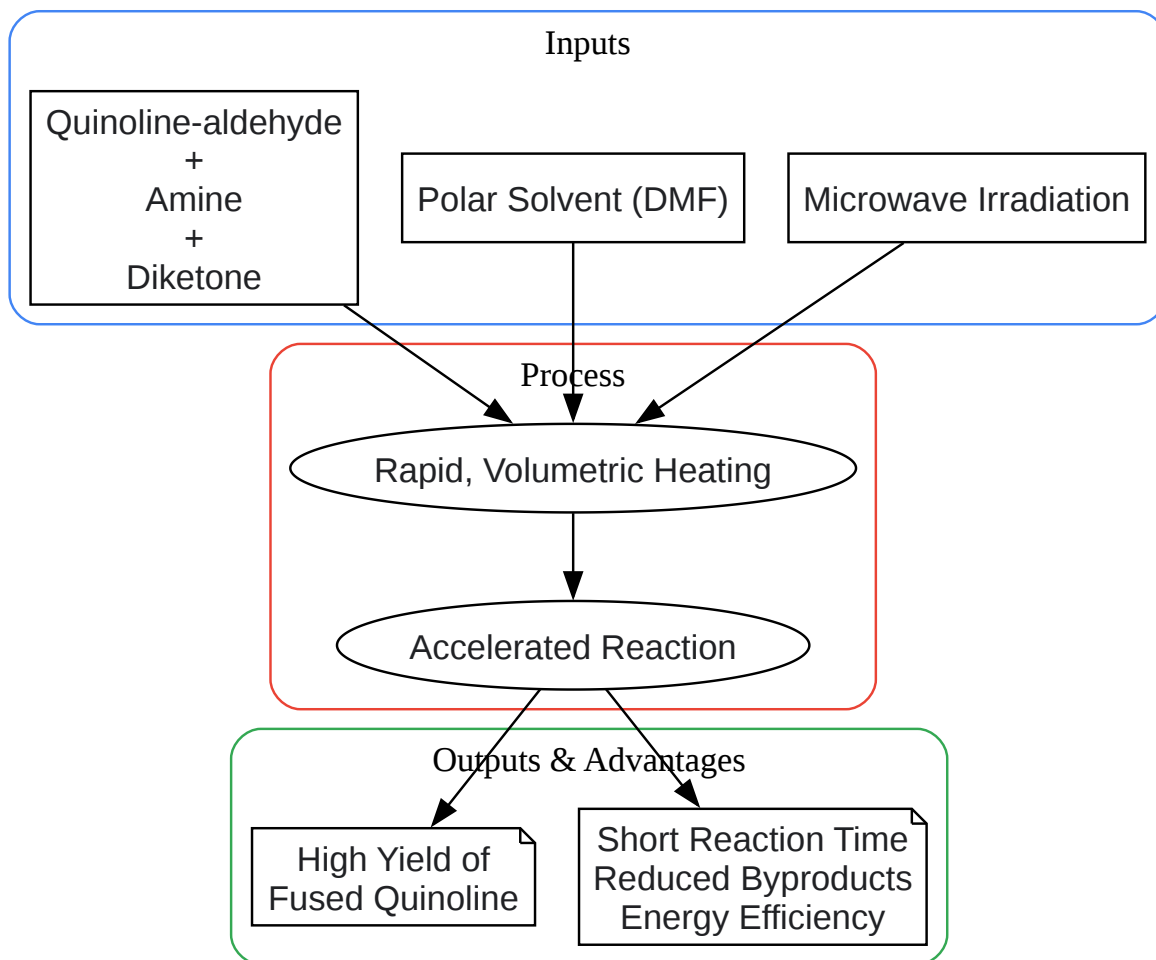 Inputs
Quinoline-aldehyde
+
Amine
+
Diketone
Polar Solvent (DMF)
Microwave Irradiation
Process
Rapid, Volumetric Heating
Accelerated Reaction
Outputs & Advantages
High Yield of
Fused Quinoline
Short Reaction Time
Reduced Byproducts
Energy Efficiency